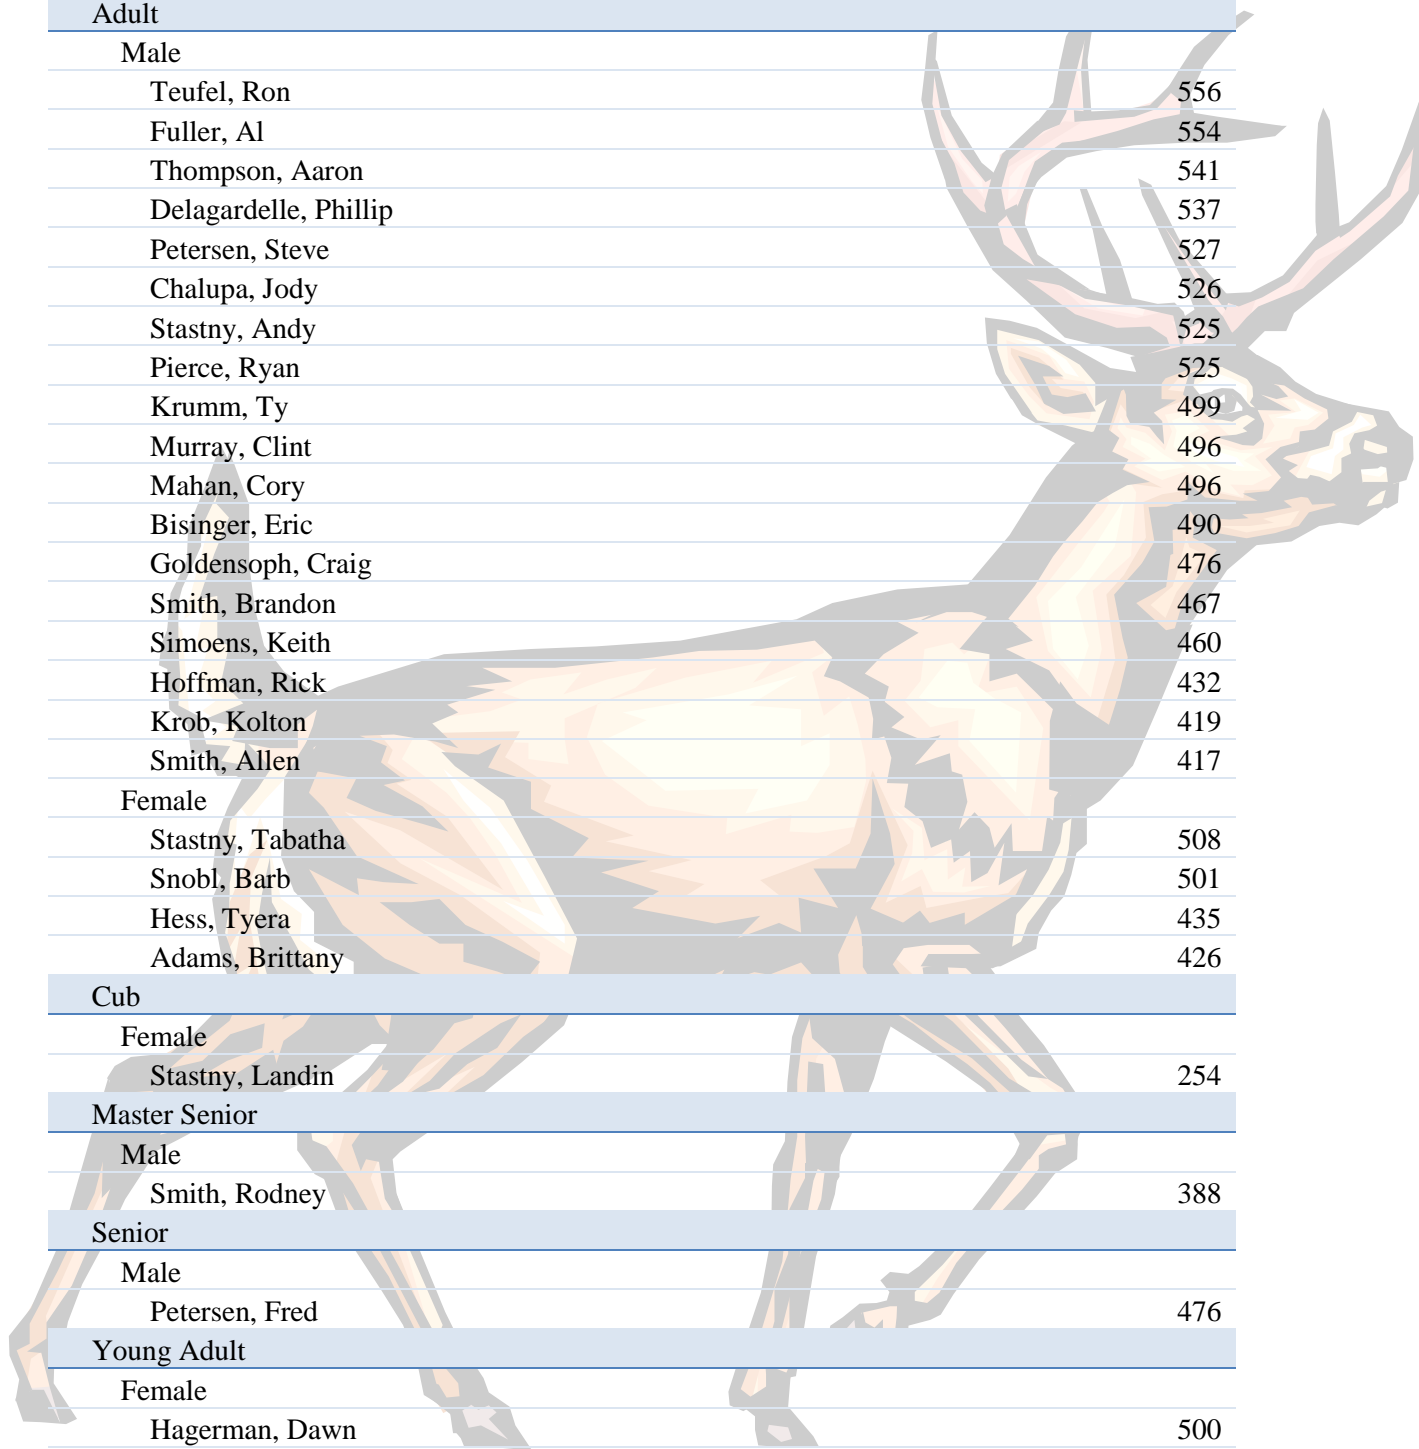 Adult
Male
Teufel, Ron 556
Fuller, Al 554
Thompson, Aaron 541
Delagardelle, Phillip 537
Petersen, Steve 527
Chalupa, Jody 526
Stastny, Andy 525
Pierce, Ryan 525
Krumm, Ty 499
Murray, Clint 496
Mahan, Cory 496
Bisinger, Eric 490
Goldensoph, Craig 476
Smith, Brandon 467
Simoens, Keith 460
Hoffman, Rick 432
Krob, Kolton 419
Smith, Allen 417
Female
Stastny, Tabatha 508
Snobl, Barb 501
Hess, Tyera 435
Adams, Brittany 426
Cub
Female
Stastny, Landin 254
Master Senior
Male
Smith, Rodney 388
Senior
Male
Petersen, Fred 476
Young Adult
Female
Hagerman, Dawn 500